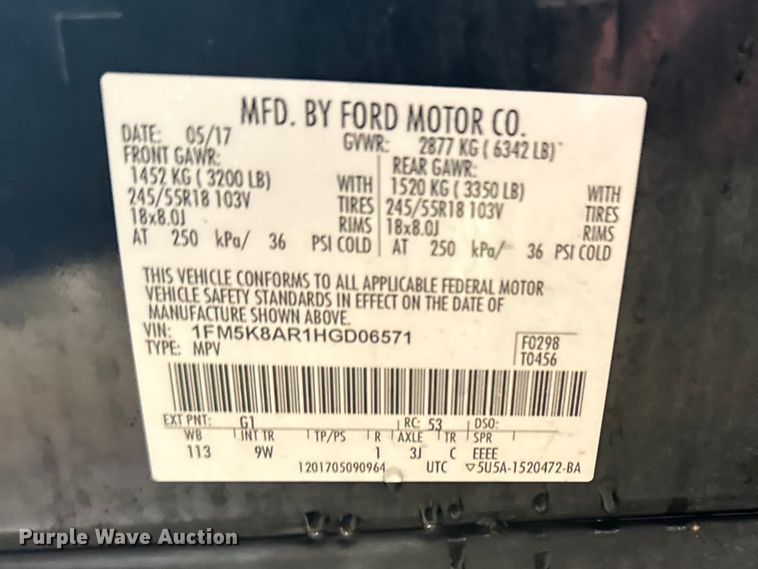 MFD. BY FORD MOTOR CO.
DATE: 05/17 GVWR: 2877 KG ( 6342 LB)
FRONT GAWR: REAR GAWR:
1452 KG ( 3200 LB) WITH 1520 KG ( 3350 LB) WITH
245/55R18 103V TIRES 245/55R18 103V TIRES
18x8.0J RIMS 18x8.0J RIMS
AT 250 kPa/ 36 PSI COLD AT 250 kPa/ 36 PSI COLD
THIS VEHICLE CONFORMS TO ALL APPLICABLE FEDERAL MOTOR
VEHICLE SAFETY STANDARDS IN EFFECT ON THE DATE OF
MANUFACTURE SHOWN ABOVE.
VIN: 1FM5K8AR1HGD06571 F0298
TYPE: MPV T0456
EXT PNT: G1 RC: 53 DSO:
WB INT TR TP/PS R AXLE TR SPR
113 9W 1 3J C EEEE
1201705090964 UTC ▽5U5A-1520472-BA
Purple Wave Auction